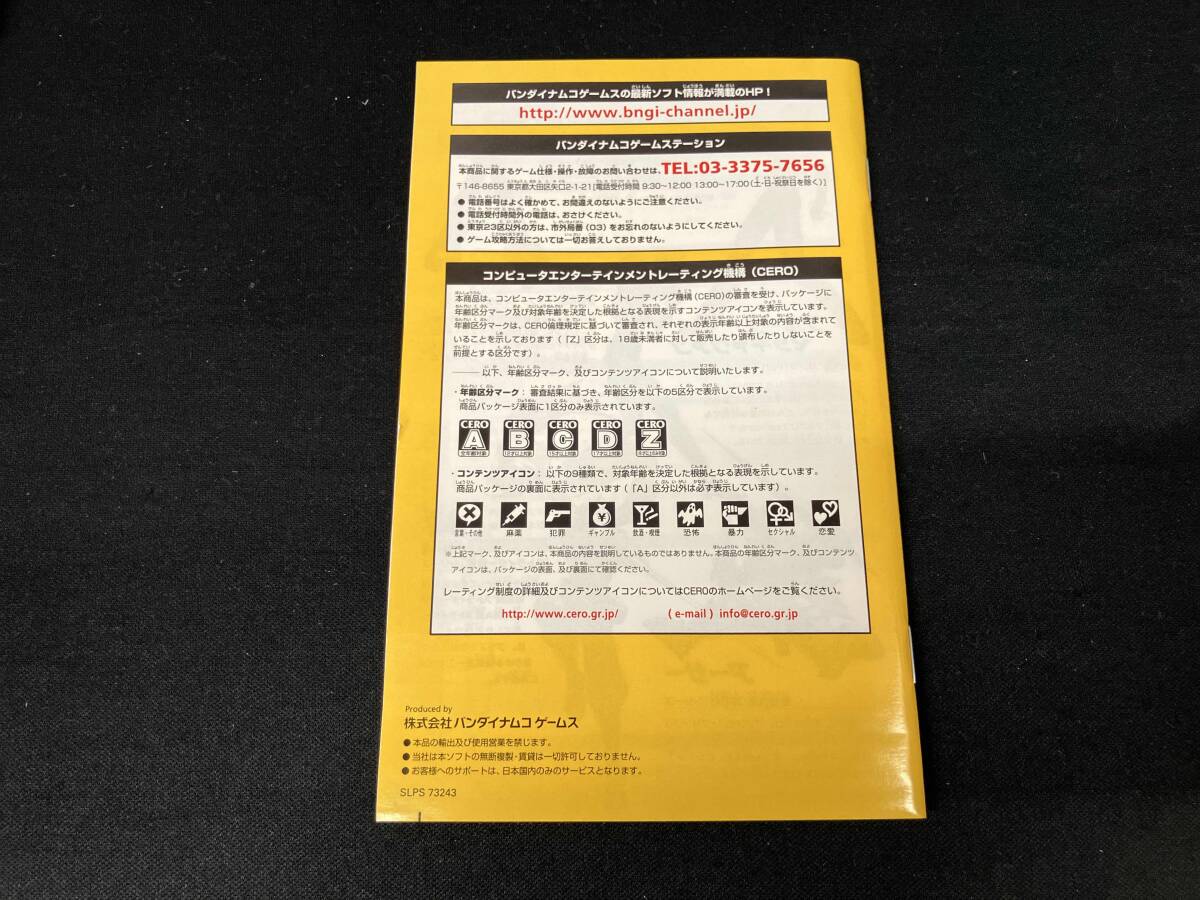 バンダイナムコゲームスの最新ソフト情報が満載のHP！
http://www.bngi-channel.jp/
バンダイナムコゲームステーション
本商品に関するゲーム仕様・操作・故障のお問い合わせは、TEL:03-3375-7656
〒146-8655 東京都大田区矢口2-1-21[電話受付時間 9:30~12:00 13:00~17:00(土・日・祝祭日を除く)]
● 電話番号はよく確かめて、お間違えのないようにご注意ください。
● 電話受付時間外の電話は、おさけください。
● 東京23区以外の方は、市外局番（03）をお忘れのないようにしてください。
● ゲーム攻略方法については一切お答えしておりません。
コンピュータエンターテインメントレーティング機構（CERO）
本商品は、コンピュータエンターテインメントレーティング機構(CERO)の審査を受け、パッケージに
年齢区分マーク及び対象年齢を決定した根拠となる表現を示すコンテンツアイコンを表示しています。
年齢区分マークは、CERO倫理規定に基づいて審査され、それぞれの表示年齢以上対象の内容が含まれて
いることを示しております（「Z」区分は、18歳未満者に対して販売したり頒布したりしないことを
前提とする区分です）。
―― 以下、年齢区分マーク、及びコンテンツアイコンについて説明いたします。
・年齢区分マーク：審査結果に基づき、年齢区分を以下の5区分で表示しています。
商品パッケージ表面に1区分のみ表示されています。
CERO A 全年齢対象 CERO B 12才以上対象 CERO C 15才以上対象 CERO D 17才以上対象 CERO Z
・コンテンツアイコン：以下の9種類で、対象年齢を決定した根拠となる表現を示しています。
商品パッケージの裏面に表示されています（「A」区分以外は必ず表示しています）。
言葉・その他 麻薬 犯罪 ギャンブル 飲酒・喫煙 恐怖 暴力 セクシャル 恋愛
※上記マーク、及びアイコンは、本商品の内容を説明しているものではありません。本商品の年齢区分マーク、及びコンテンツ
アイコンは、パッケージの表面、及び裏面にて確認ください。
レーティング制度の詳細及びコンテンツアイコンについてはCEROのホームページをご覧ください。
http://www.cero.gr.jp/ (e-mail) info@cero.gr.jp
Produced by
株式会社 バンダイナムコ ゲームス
● 本品の輸出及び使用営業を禁じます。
● 当社は本ソフトの無断複製・賃貸は一切許可しておりません。
● お客様へのサポートは、日本国内のみのサービスとなります。
SLPS 73243